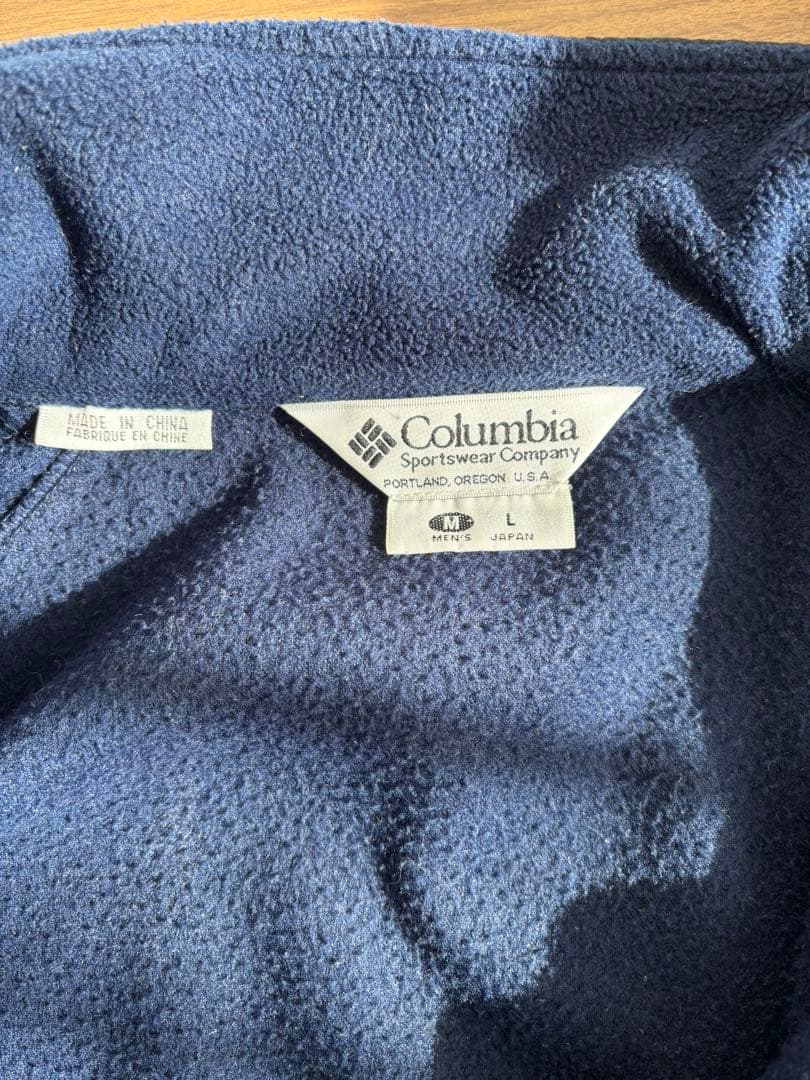 MADE IN CHINA
FABRIQUE EN CHINE
Columbia
Sportswear Company
PORTLAND, OREGON U.S.A.
M L
MEN'S JAPAN